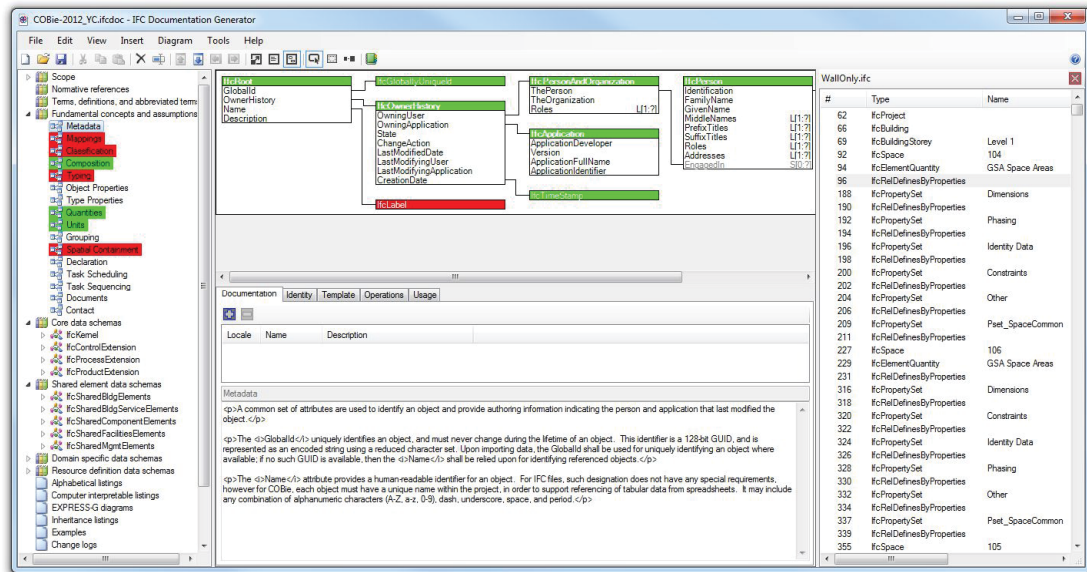 COBie-2012_YC.ifcdoc - IFC Documentation Generator
File Edit View Insert Diagram Tools Help
Scope
Normative references
Terms, definitions, and abbreviated terms
Fundamental concepts and assumptions
Metadata
Mappings
Classification
Composition
Typing
Object Properties
Type Properties
Quantities
Units
Grouping
Spatial Containment
Declaration
Task Scheduling
Task Sequencing
Documents
Contact
Core data schemas
IfcKernel
IfcControlExtension
IfcProcessExtension
IfcProductExtension
Shared element data schemas
IfcSharedBldgElements
IfcSharedBldgServiceElements
IfcSharedComponentElements
IfcSharedFacilitiesElements
IfcSharedMgmtElements
Domain specific data schemas
Resource definition data schemas
Alphabetical listings
Computer interpretable listings
EXPRESS-G diagrams
Inheritance listings
Examples
Change logs
IfcRoot
GlobalId
OwnerHistory
Name
Description
IfcGloballyUniqueId
IfcOwnerHistory
OwningUser
OwningApplication
State
ChangeAction
LastModifiedDate
LastModifyingUser
LastModifyingApplication
CreationDate
IfcLabel
IfcPersonAndOrganization
ThePerson
TheOrganization
Roles L[1:?]
IfcApplication
ApplicationDeveloper
Version
ApplicationFullName
ApplicationIdentifier
IfcTimeStamp
IfcPerson
Identification
FamilyName
GivenName
MiddleNames L[1:?]
PrefixTitles L[1:?]
SuffixTitles L[1:?]
Roles L[1:?]
Addresses L[1:?]
EngagedIn S[0:?]
Documentation Identity Template Operations Usage
Locale Name Description
Metadata
<p>A common set of attributes are used to identify an object and provide authoring information indicating the person and application that last modified the
object.</p>
<p>The <i>GlobalId</i> uniquely identifies an object, and must never change during the lifetime of an object. This identifier is a 128-bit GUID, and is
represented as an encoded string using a reduced character set. Upon importing data, the GlobalId shall be used for uniquely identifying an object where
available; if no such GUID is available, then the <i>Name</i> shall be relied upon for identifying referenced objects.</p>
<p>The <i>Name</i> attribute provides a human-readable identifier for an object. For IFC files, such designation does not have any special requirements,
however for COBie, each object must have a unique name within the project, in order to support referencing of tabular data from spreadsheets. It may include
any combination of alphanumeric characters (A-Z, a-z, 0-9), dash, underscore, space, and period.</p>
WallOnly.ifc
# Type Name
62 IfcProject
66 IfcBuilding
69 IfcBuildingStorey Level 1
92 IfcSpace 104
94 IfcElementQuantity GSA Space Areas
96 IfcRelDefinesByProperties
188 IfcPropertySet Dimensions
190 IfcRelDefinesByProperties
192 IfcPropertySet Phasing
194 IfcRelDefinesByProperties
196 IfcPropertySet Identity Data
198 IfcRelDefinesByProperties
200 IfcPropertySet Constraints
202 IfcRelDefinesByProperties
204 IfcPropertySet Other
206 IfcRelDefinesByProperties
209 IfcPropertySet Pset_SpaceCommon
211 IfcRelDefinesByProperties
227 IfcSpace 106
229 IfcElementQuantity GSA Space Areas
231 IfcRelDefinesByProperties
316 IfcPropertySet Dimensions
318 IfcRelDefinesByProperties
320 IfcPropertySet Constraints
322 IfcRelDefinesByProperties
324 IfcPropertySet Identity Data
326 IfcRelDefinesByProperties
328 IfcPropertySet Phasing
330 IfcRelDefinesByProperties
332 IfcPropertySet Other
334 IfcRelDefinesByProperties
337 IfcPropertySet Pset_SpaceCommon
339 IfcRelDefinesByProperties
355 IfcSpace 105